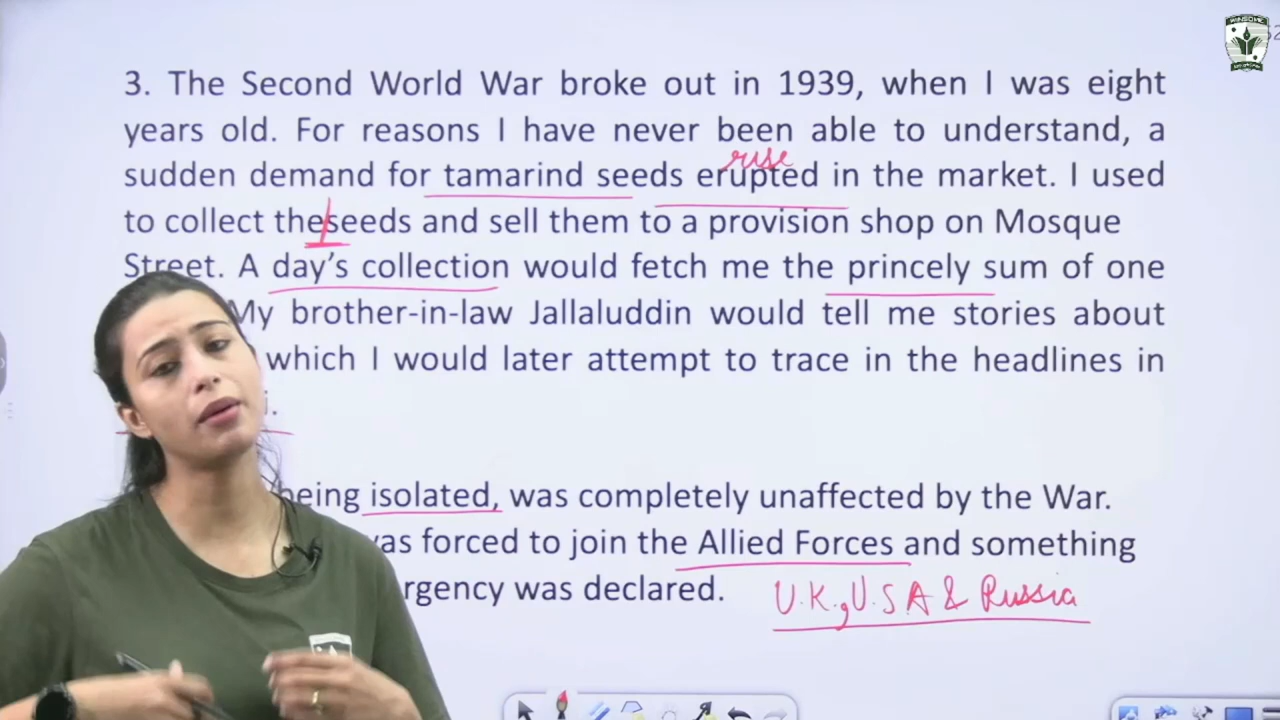 3. The Second World War broke out in 1939, when I was eight
years old. For reasons I have never been able to understand, a
rise
sudden demand for tamarind seeds erupted in the market. I used
to collect the seeds and sell them to a provision shop on Mosque
Street. A day's collection would fetch me the princely sum of one
My brother-in-law Jallaluddin would tell me stories about
which I would later attempt to trace in the headlines in
being isolated, was completely unaffected by the War.
was forced to join the Allied Forces and something
was declared.
U.K., U.S A & Russia